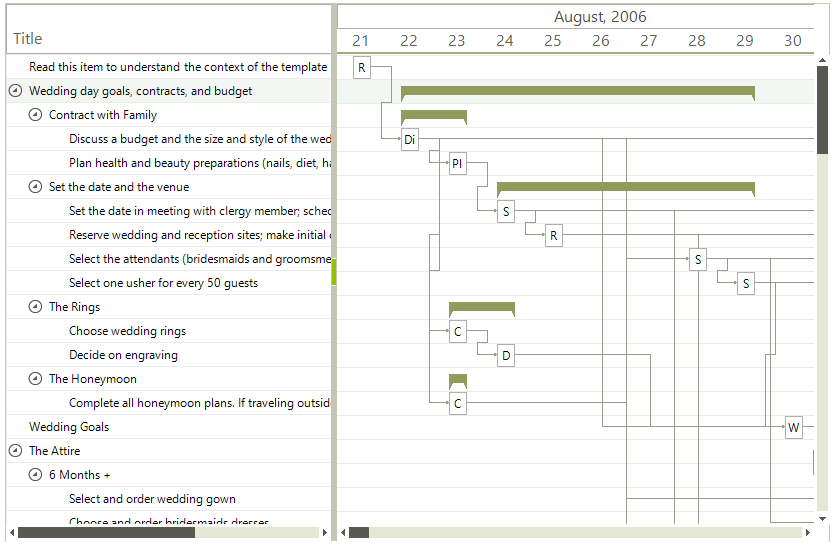 August, 2006
Title
21 22 23 24 25 26 27 28 29 30
Read this item to understand the context of the template R
Wedding day goals, contracts, and budget
Contract with Family
Discuss a budget and the size and style of the wed Di
Plan health and beauty preparations (nails, diet, ha Pl
Set the date and the venue
Set the date in meeting with clergy member; sched S
Reserve wedding and reception sites; make initial R
Select the attendants (bridesmaids and groomsme S
Select one usher for every 50 guests S
The Rings
Choose wedding rings C
Decide on engraving D
The Honeymoon
Complete all honeymoon plans. If traveling outside C
Wedding Goals W
The Attire
6 Months +
Select and order wedding gown
Choose and order bridesmaids dresses